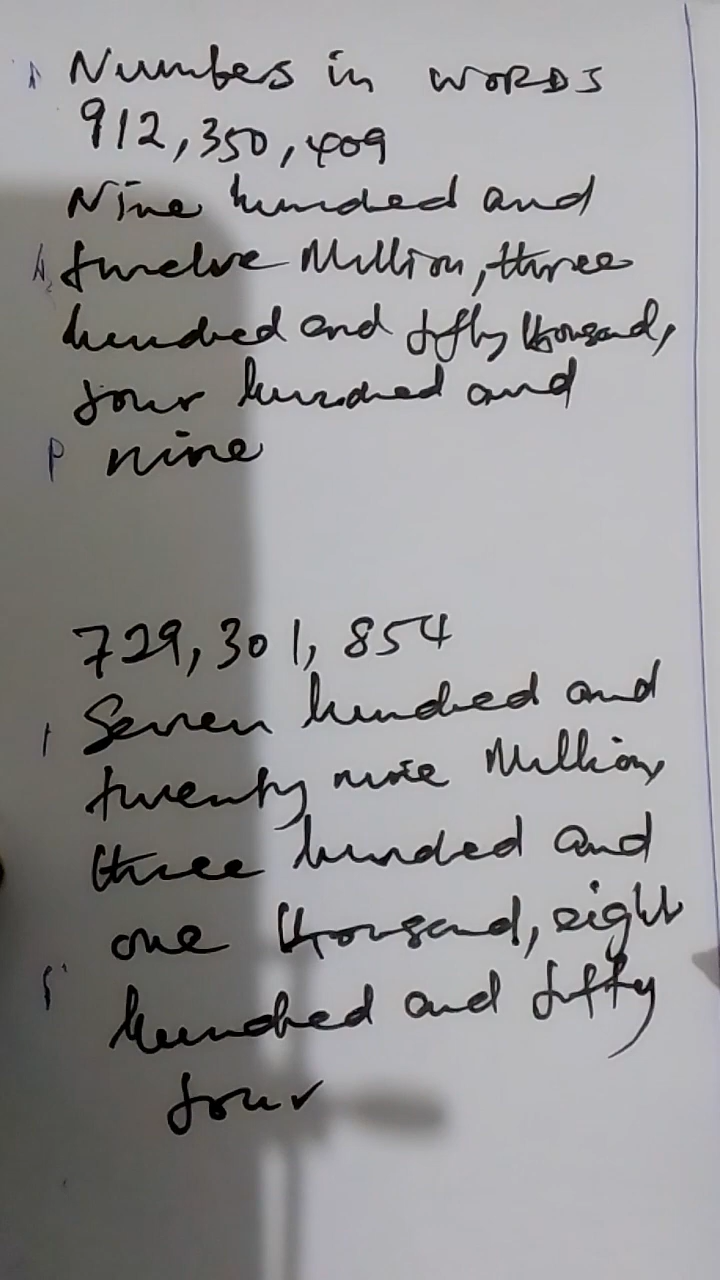 Numbers in WORDS
912,350,409
Nine hundred and
twelve Million, three
hundred and fifty thousand,
four hundred and
nine
729,301,854
Seven hundred and
twenty nine Million,
three hundred and
one thousand, eight
hundred and fifty
four